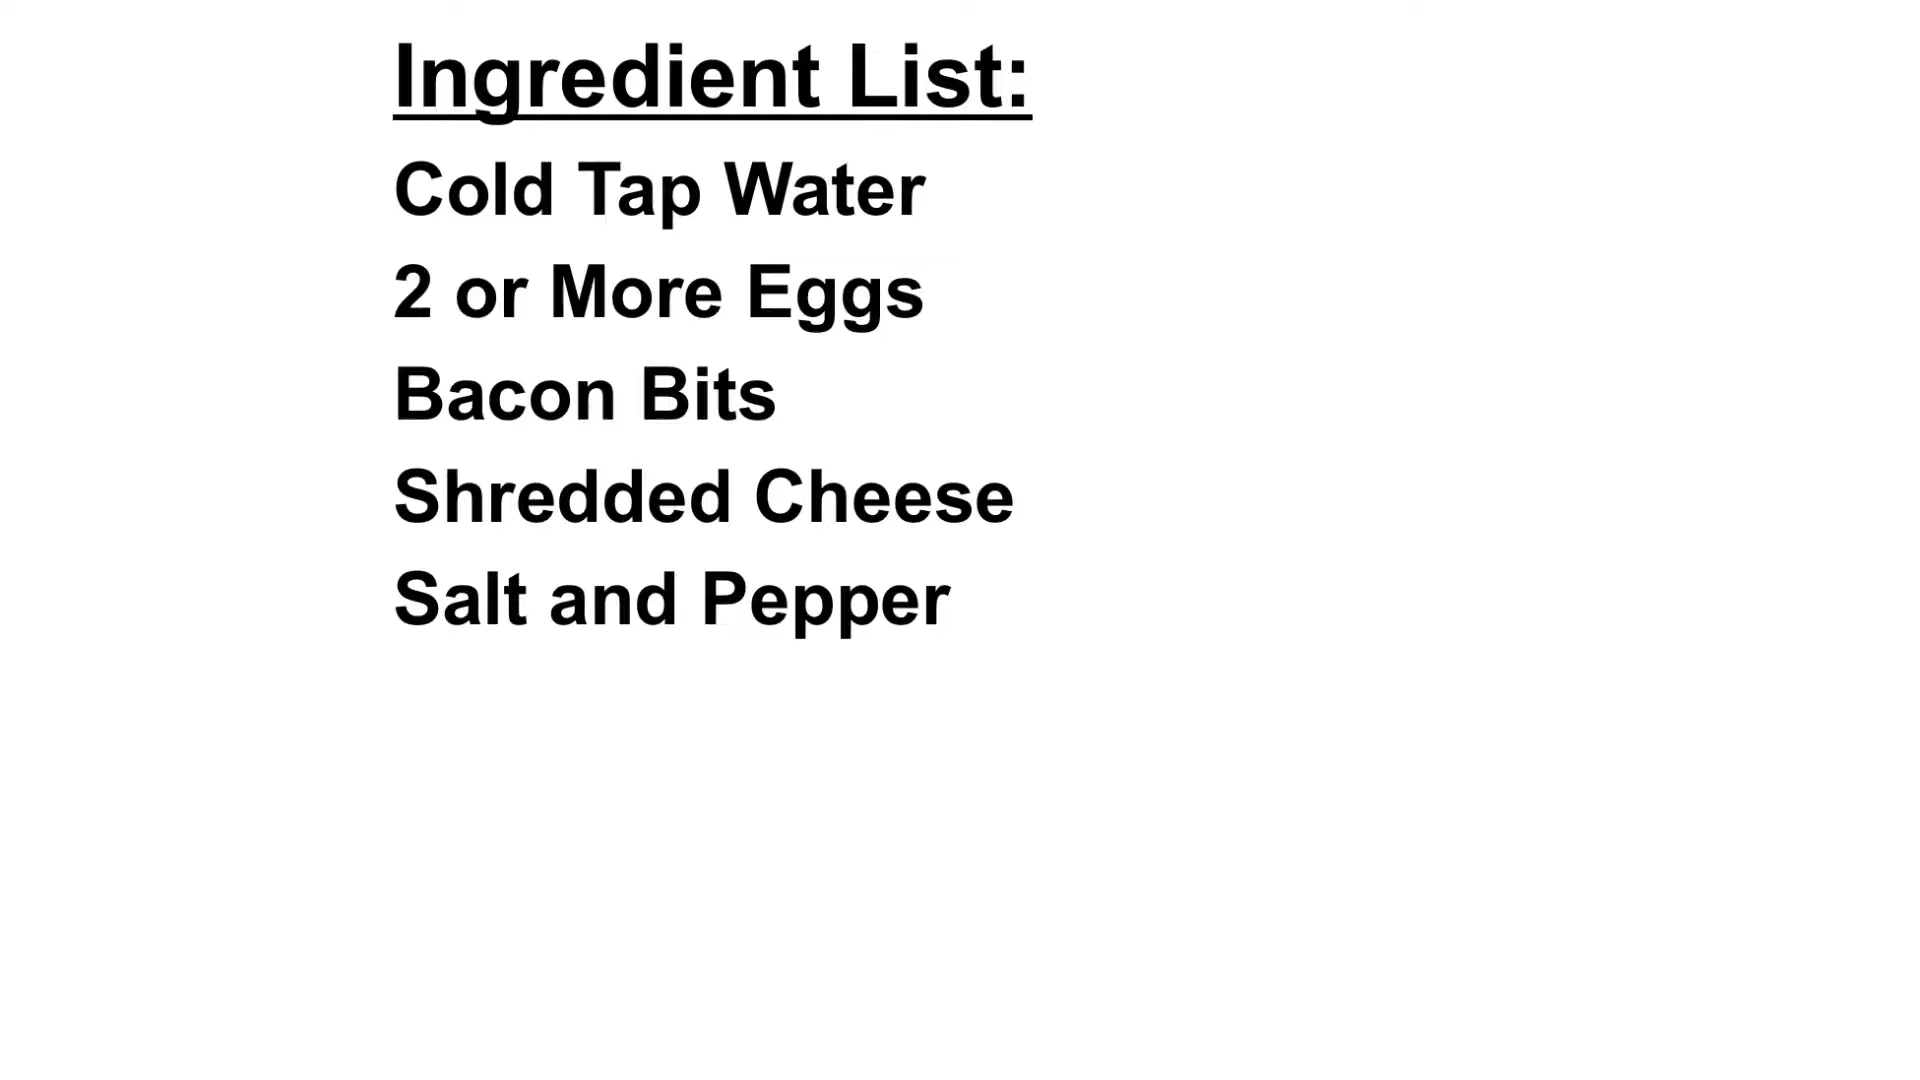 Ingredient List:
Cold Tap Water
2 or More Eggs
Bacon Bits
Shredded Cheese
Salt and Pepper